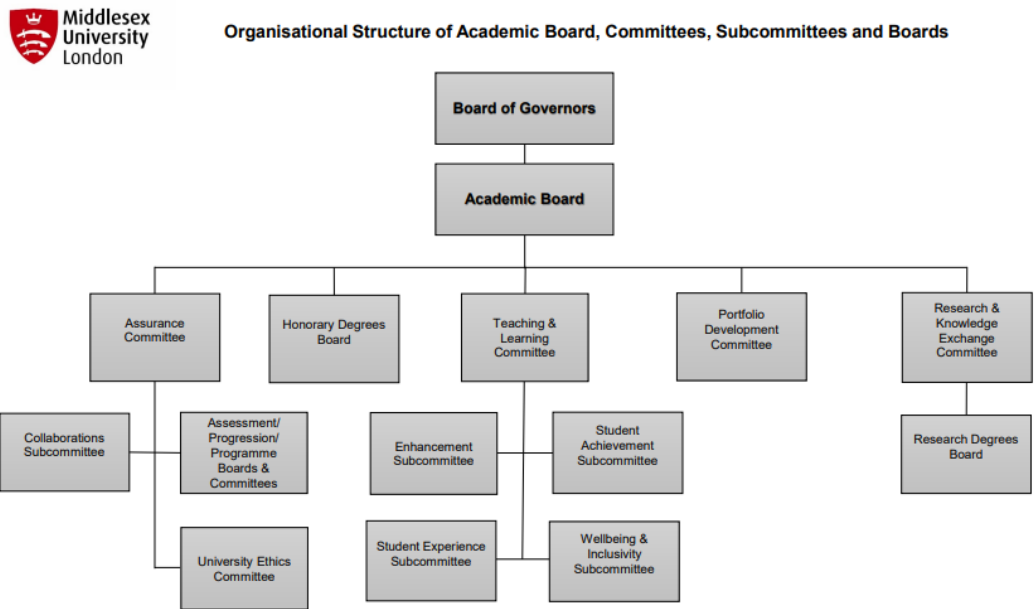 Middlesex
University
London
Organisational Structure of Academic Board, Committees, Subcommittees and Boards
Board of Governors
Academic Board
Assurance
Committee
Honorary Degrees
Board
Teaching &
Learning
Committee
Portfolio
Development
Committee
Research &
Knowledge
Exchange
Committee
Collaborations
Subcommittee
Assessment/
Progression/
Programme
Boards &
Committees
Enhancement
Subcommittee
Student
Achievement
Subcommittee
Research Degrees
Board
University Ethics
Committee
Student Experience
Subcommittee
Wellbeing &
Inclusivity
Subcommittee